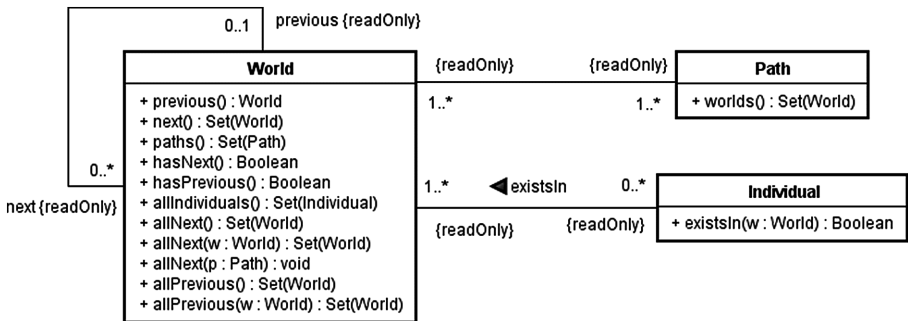 previous {readOnly}
0..1
World
+ previous() : World
+ next() : Set(World)
+ paths() : Set(Path)
+ hasNext() : Boolean
+ hasPrevious() : Boolean
+ allIndividuals() : Set(Individual)
+ allNext() : Set(World)
+ allNext(w : World) : Set(World)
+ allNext(p : Path) : void
+ allPrevious() : Set(World)
+ allPrevious(w : World) : Set(World)
0..*
next {readOnly}
{readOnly} {readOnly}
1..* 1..*
Path
+ worlds() : Set(World)
1..* existsIn 0..*
{readOnly} {readOnly}
Individual
+ existsIn(w : World) : Boolean